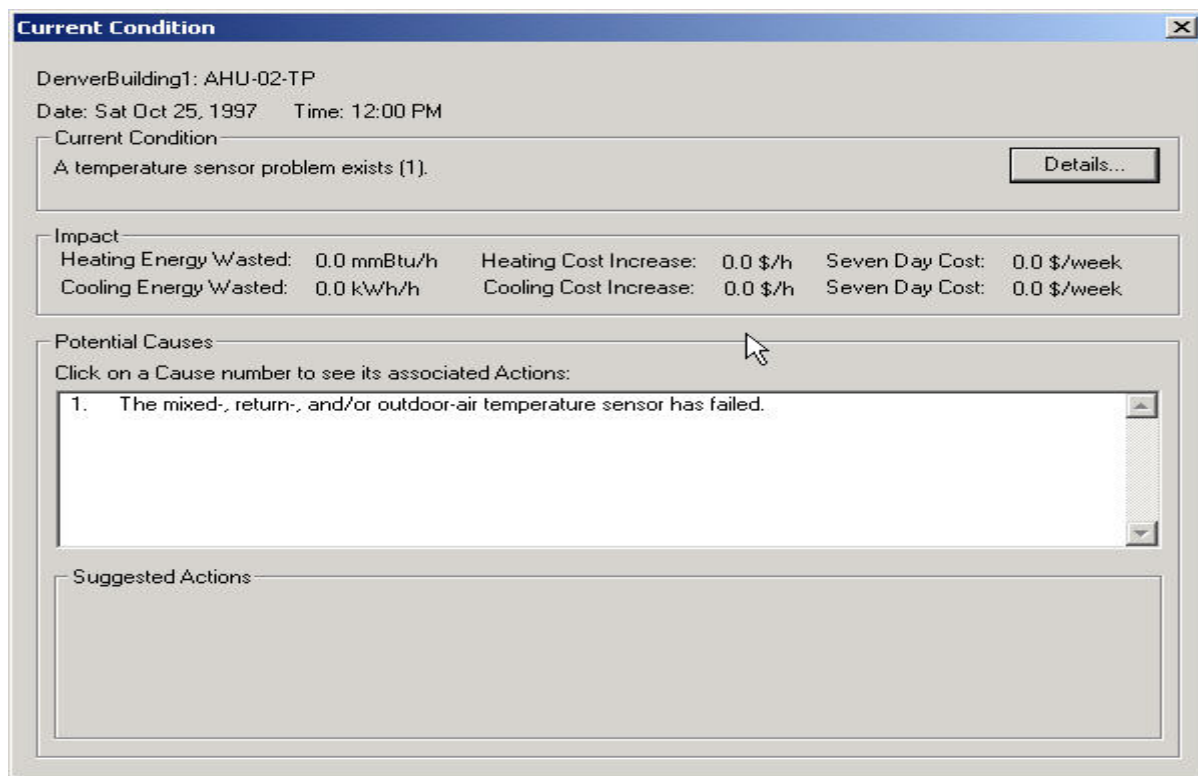 Current Condition
DenverBuilding1: AHU-02-TP
Date: Sat Oct 25, 1997 Time: 12:00 PM
Current Condition
A temperature sensor problem exists (1).
Details...
Impact
Heating Energy Wasted: 0.0 mmBtu/h Heating Cost Increase: 0.0 $/h Seven Day Cost: 0.0 $/week
Cooling Energy Wasted: 0.0 kWh/h Cooling Cost Increase: 0.0 $/h Seven Day Cost: 0.0 $/week
Potential Causes
Click on a Cause number to see its associated Actions:
1. The mixed-, return-, and/or outdoor-air temperature sensor has failed.
Suggested Actions